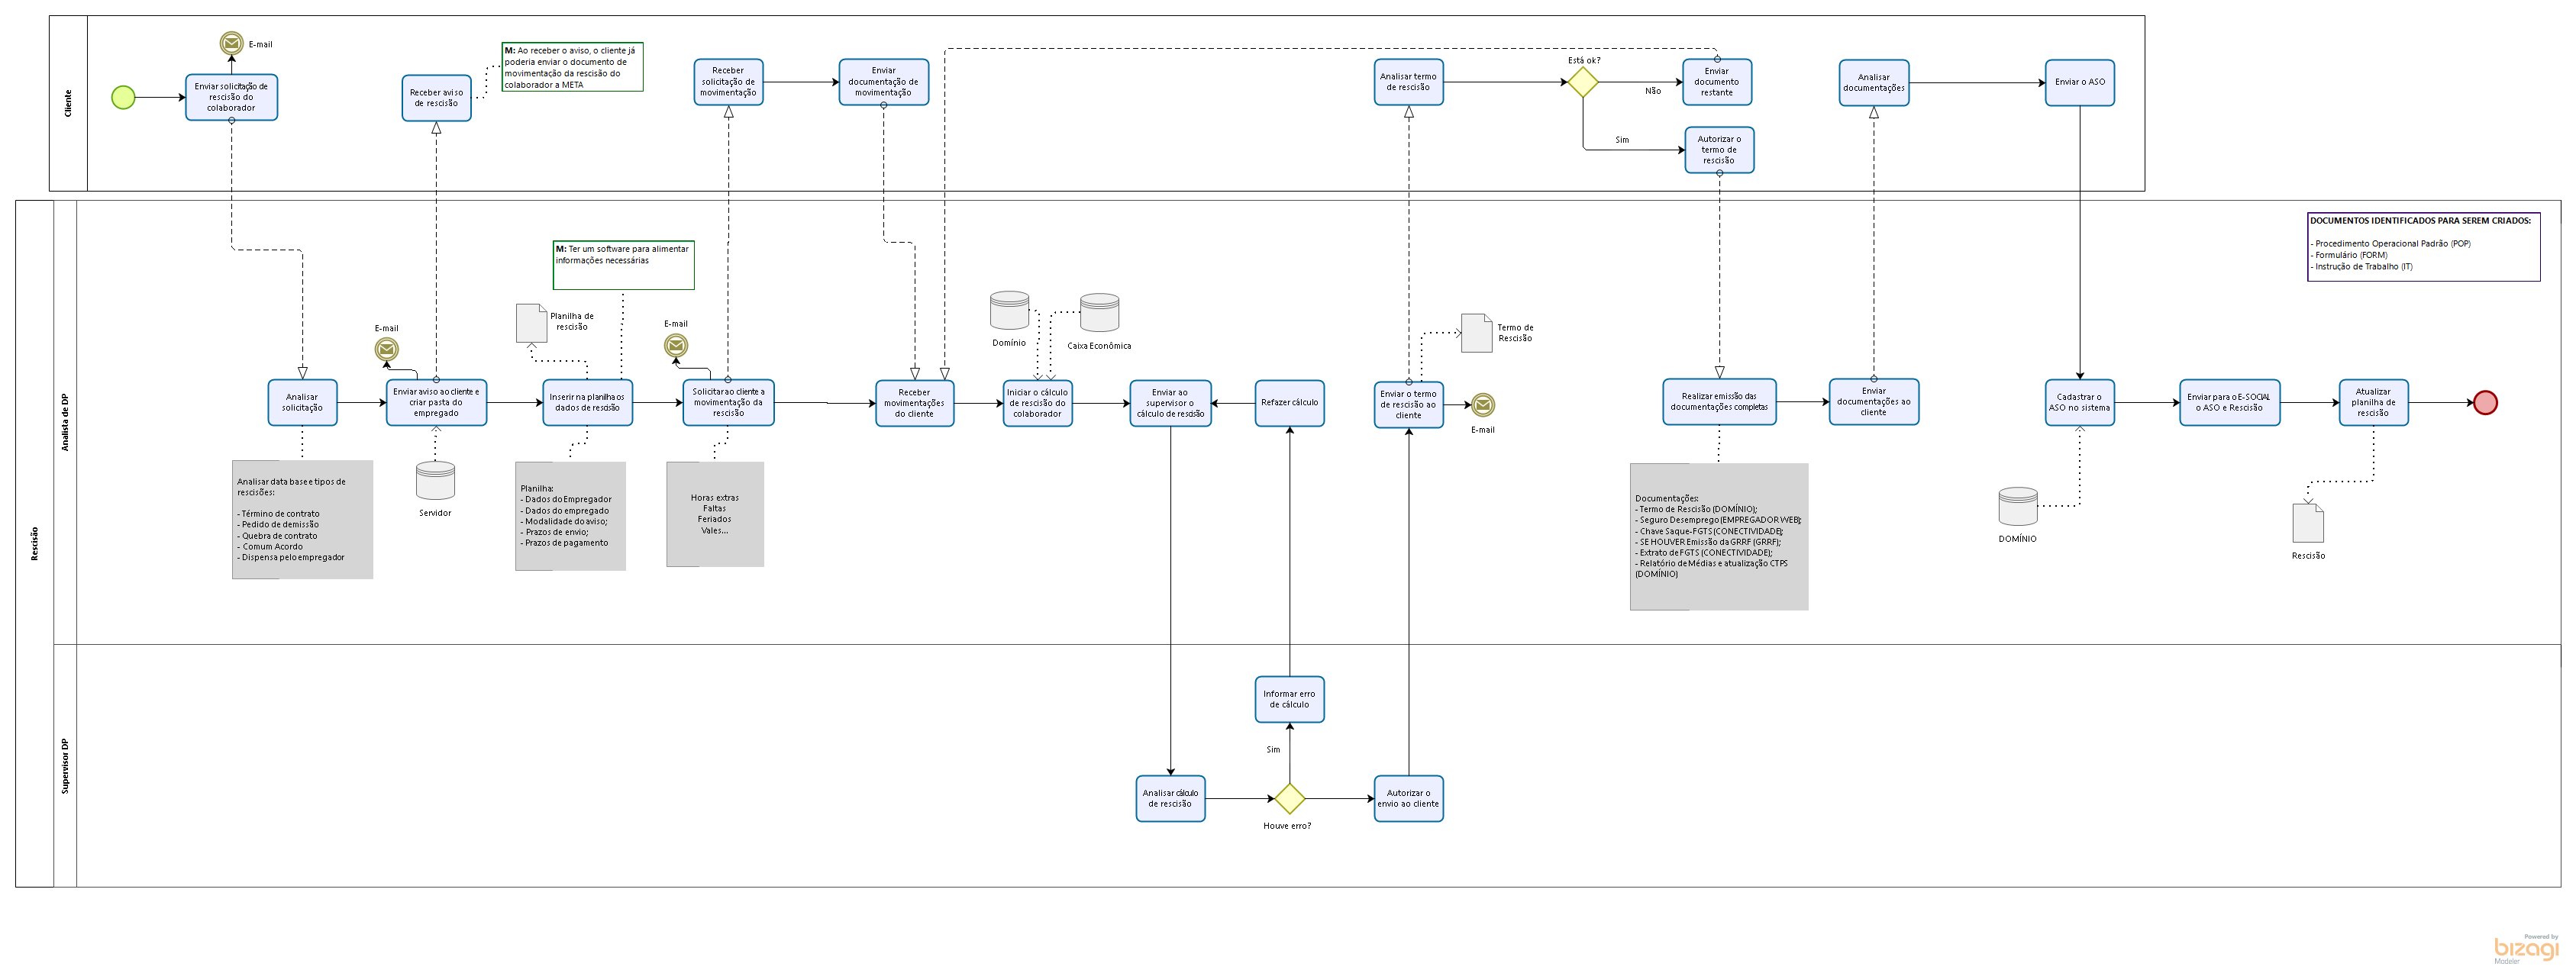 Cliente
E-mail
Enviar solicitação de
rescisão do
colaborador
Receber aviso
de rescisão
M: Ao receber o aviso, o cliente já
poderia enviar o documento de
movimentação da rescisão do
colaborador a META
Receber
solicitação de
movimentação
Enviar
documentação de
movimentação
Analisar termo
de rescisão
Está ok?
Não
Sim
Enviar
documento
restante
Autorizar o
termo de
rescisão
Analisar
documentações
Enviar o ASO
Rescisão
Analista de DP
DOCUMENTOS IDENTIFICADOS PARA SEREM CRIADOS:
- Procedimento Operacional Padrão (POP)
- Formulário (FORM)
- Instrução de Trabalho (IT)
M: Ter um software para alimentar
informações necessárias
E-mail
Planilha de
rescisão
E-mail
Domínio
Caixa Econômica
Termo de
Rescisão
Analisar
solicitação
Enviar aviso ao cliente e
criar pasta do
empregado
Inserir na planilha os
dados de rescisão
Solicitar ao cliente a
movimentação da
rescisão
Receber
movimentações
do cliente
Iniciar o cálculo
de rescisão do
colaborador
Enviar ao
supervisor o
cálculo de rescisão
Refazer cálculo
Enviar o termo
de rescisão ao
cliente
E-mail
Realizar emissão das
documentações completas
Enviar
documentações ao
cliente
Cadastrar o
ASO no sistema
Enviar para o E-SOCIAL
o ASO e Rescisão
Atualizar
planilha de
rescisão
Analisar data base e tipos de
rescisões:
- Término de contrato
- Pedido de demissão
- Quebra de contrato
- Comum Acordo
- Dispensa pelo empregador
Servidor
Planilha:
- Dados do Empregador
- Dados do empregado
- Modalidade do aviso;
- Prazos de envio;
- Prazos de pagamento
Horas extras
Faltas
Feriados
Vales...
Documentações:
- Termo de Rescisão (DOMÍNIO);
- Seguro Desemprego (EMPREGADOR WEB);
- Chave Saque-FGTS (CONECTIVIDADE);
- SE HOUVER Emissão da GRRF (GRRF);
- Extrato de FGTS (CONECTIVIDADE);
- Relatório de Médias e atualização CTPS
(DOMÍNIO)
DOMÍNIO
Rescisão
Supervisor DP
Informar erro
de cálculo
Sim
Analisar cálculo
de rescisão
Houve erro?
Autorizar o
envio ao cliente
Powered by
bizagi
Modeler